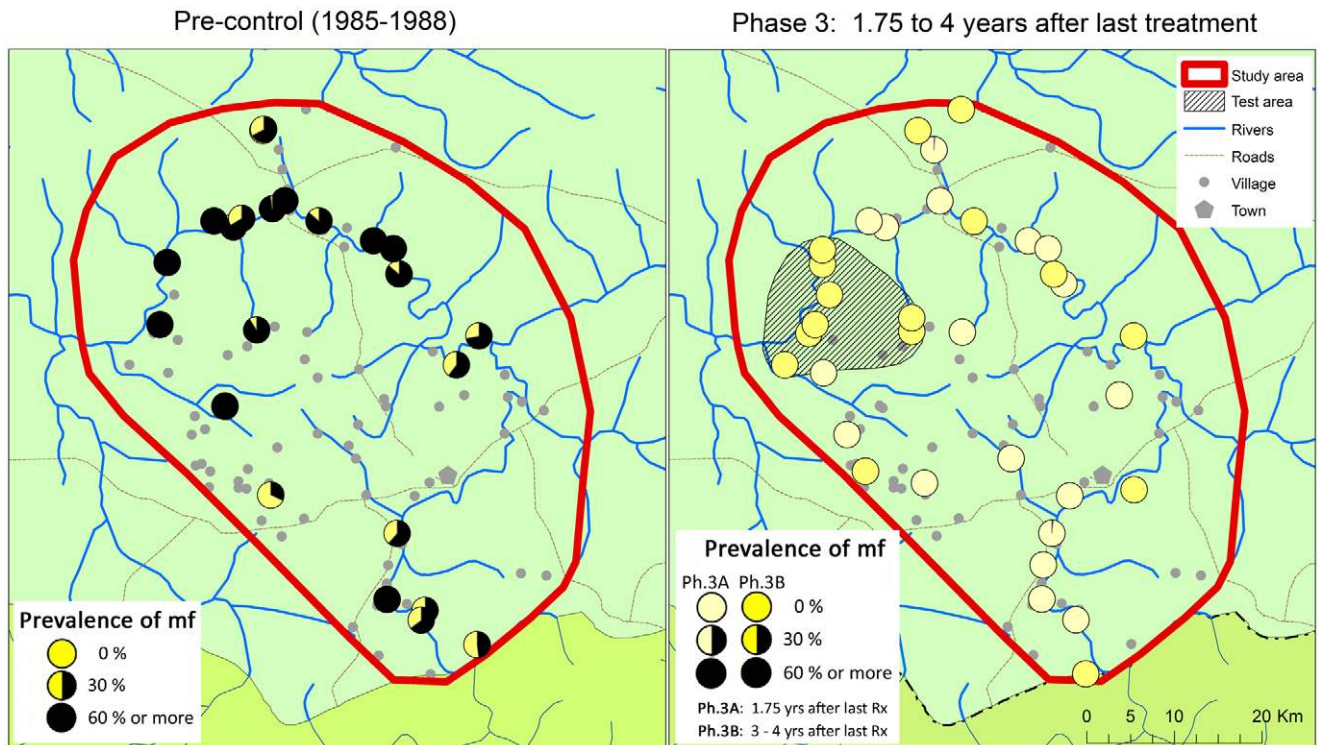 Pre-control (1985-1988)
Prevalence of mf
0 %
30 %
60 % or more
Phase 3: 1.75 to 4 years after last treatment
Study area
Test area
Rivers
Roads
Village
Town
Prevalence of mf
Ph.3A Ph.3B
0 %
30 %
60 % or more
Ph.3A: 1.75 yrs after last Rx
Ph.3B: 3 - 4 yrs after last Rx
0 5 10 20 Km